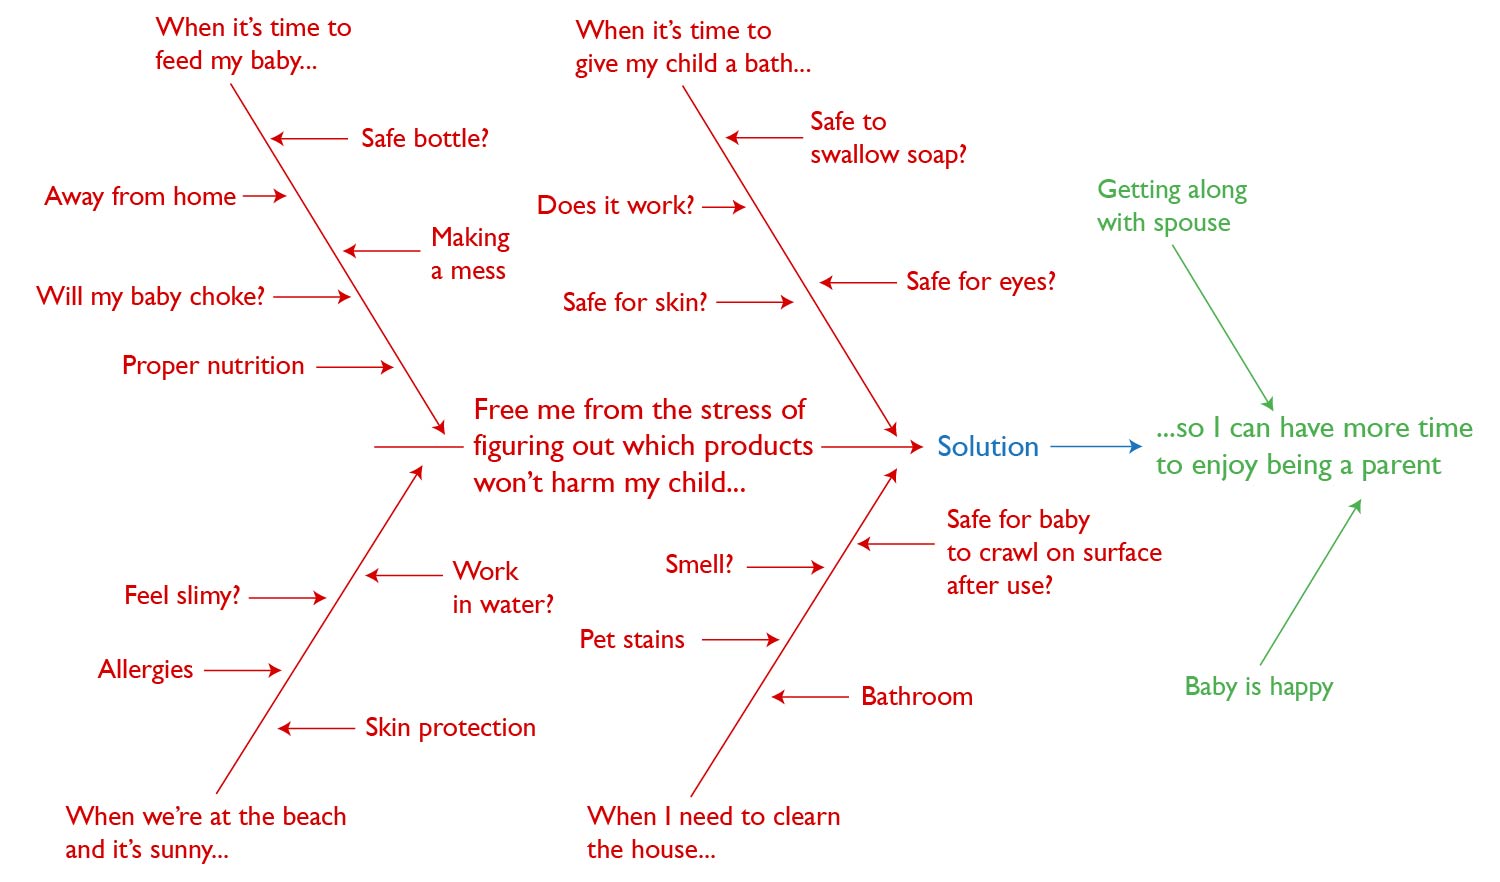 When it's time to
feed my baby...
Safe bottle?
Away from home
Making
a mess
Will my baby choke?
Proper nutrition
When it's time to
give my child a bath...
Safe to
swallow soap?
Does it work?
Safe for eyes?
Safe for skin?
Getting along
with spouse
Free me from the stress of
figuring out which products
won't harm my child...
Solution
...so I can have more time
to enjoy being a parent
Work
in water?
Feel slimy?
Allergies
Skin protection
When we're at the beach
and it's sunny...
Safe for baby
to crawl on surface
after use?
Smell?
Pet stains
Bathroom
When I need to clearn
the house...
Baby is happy